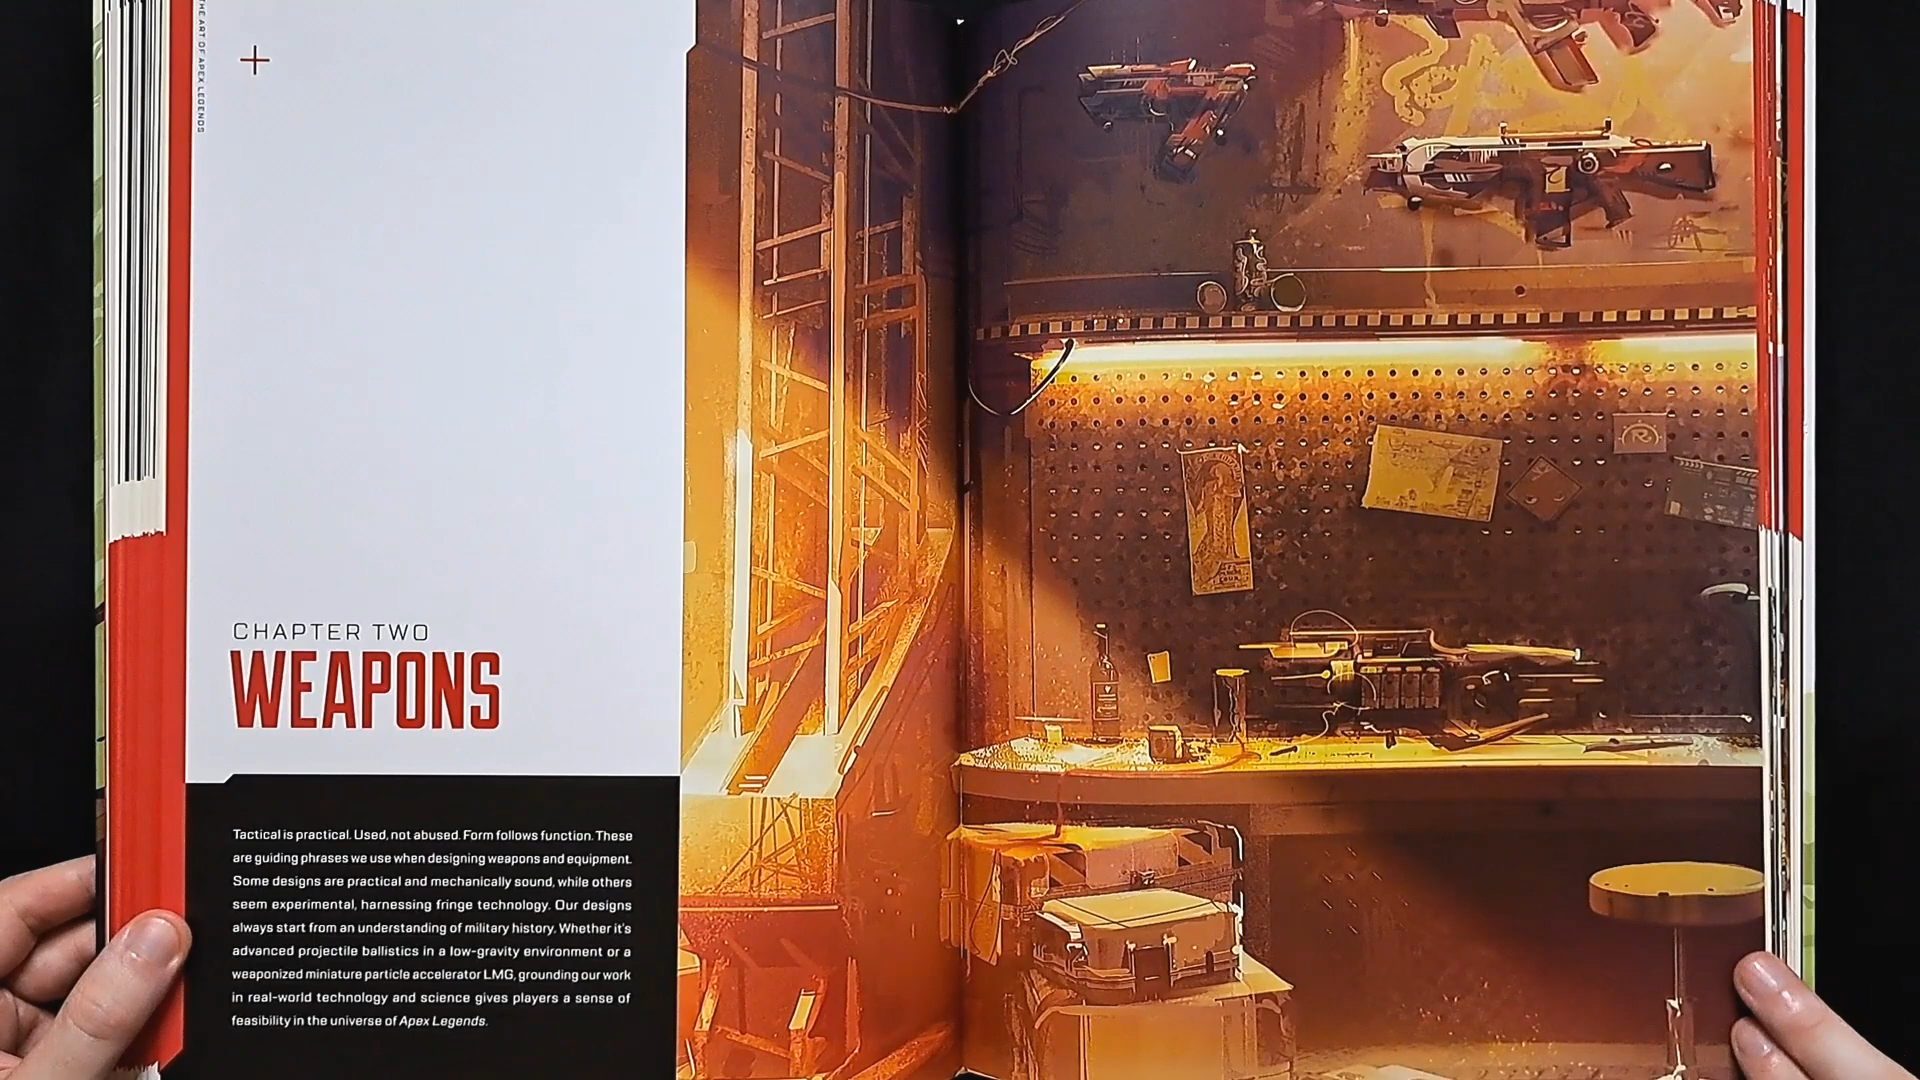 THE ART OF APEX LEGENDS
CHAPTER TWO
WEAPONS
Tactical is practical. Used, not abused. Form follows function. These
are guiding phrases we use when designing weapons and equipment.
Some designs are practical and mechanically sound, while others
seem experimental, harnessing fringe technology. Our designs
always start from an understanding of military history. Whether it's
advanced projectile ballistics in a low-gravity environment or a
weaponized miniature particle accelerator LMG, grounding our work
in real-world technology and science gives players a sense of
feasibility in the universe of Apex Legends.